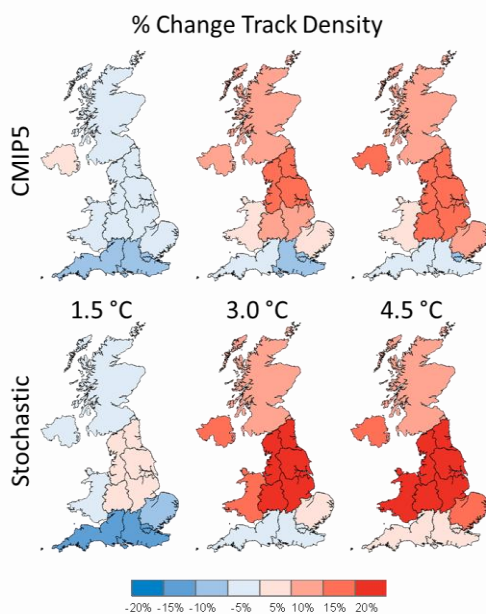 % Change Track Density
CMIP5
1.5 °C 3.0 °C 4.5 °C
Stochastic
-20% -15% -10% -5% 5% 10% 15% 20%